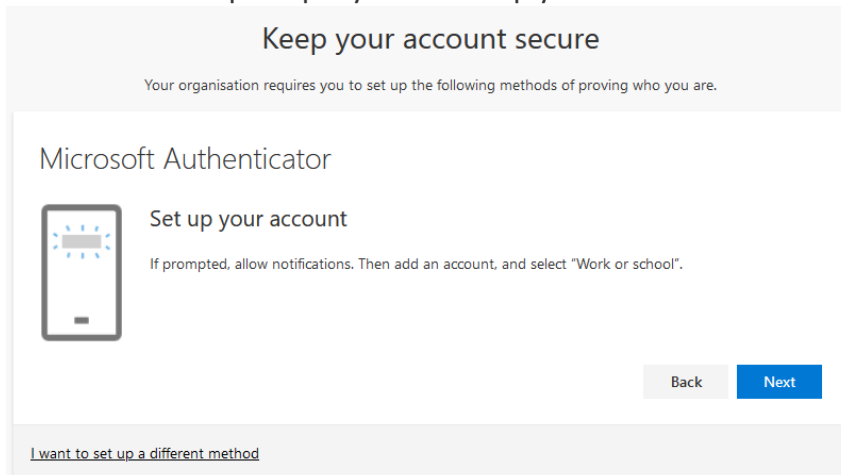 Keep your account secure
Your organisation requires you to set up the following methods of proving who you are.
Microsoft Authenticator
Set up your account
If prompted, allow notifications. Then add an account, and select "Work or school".
Back
Next
I want to set up a different method